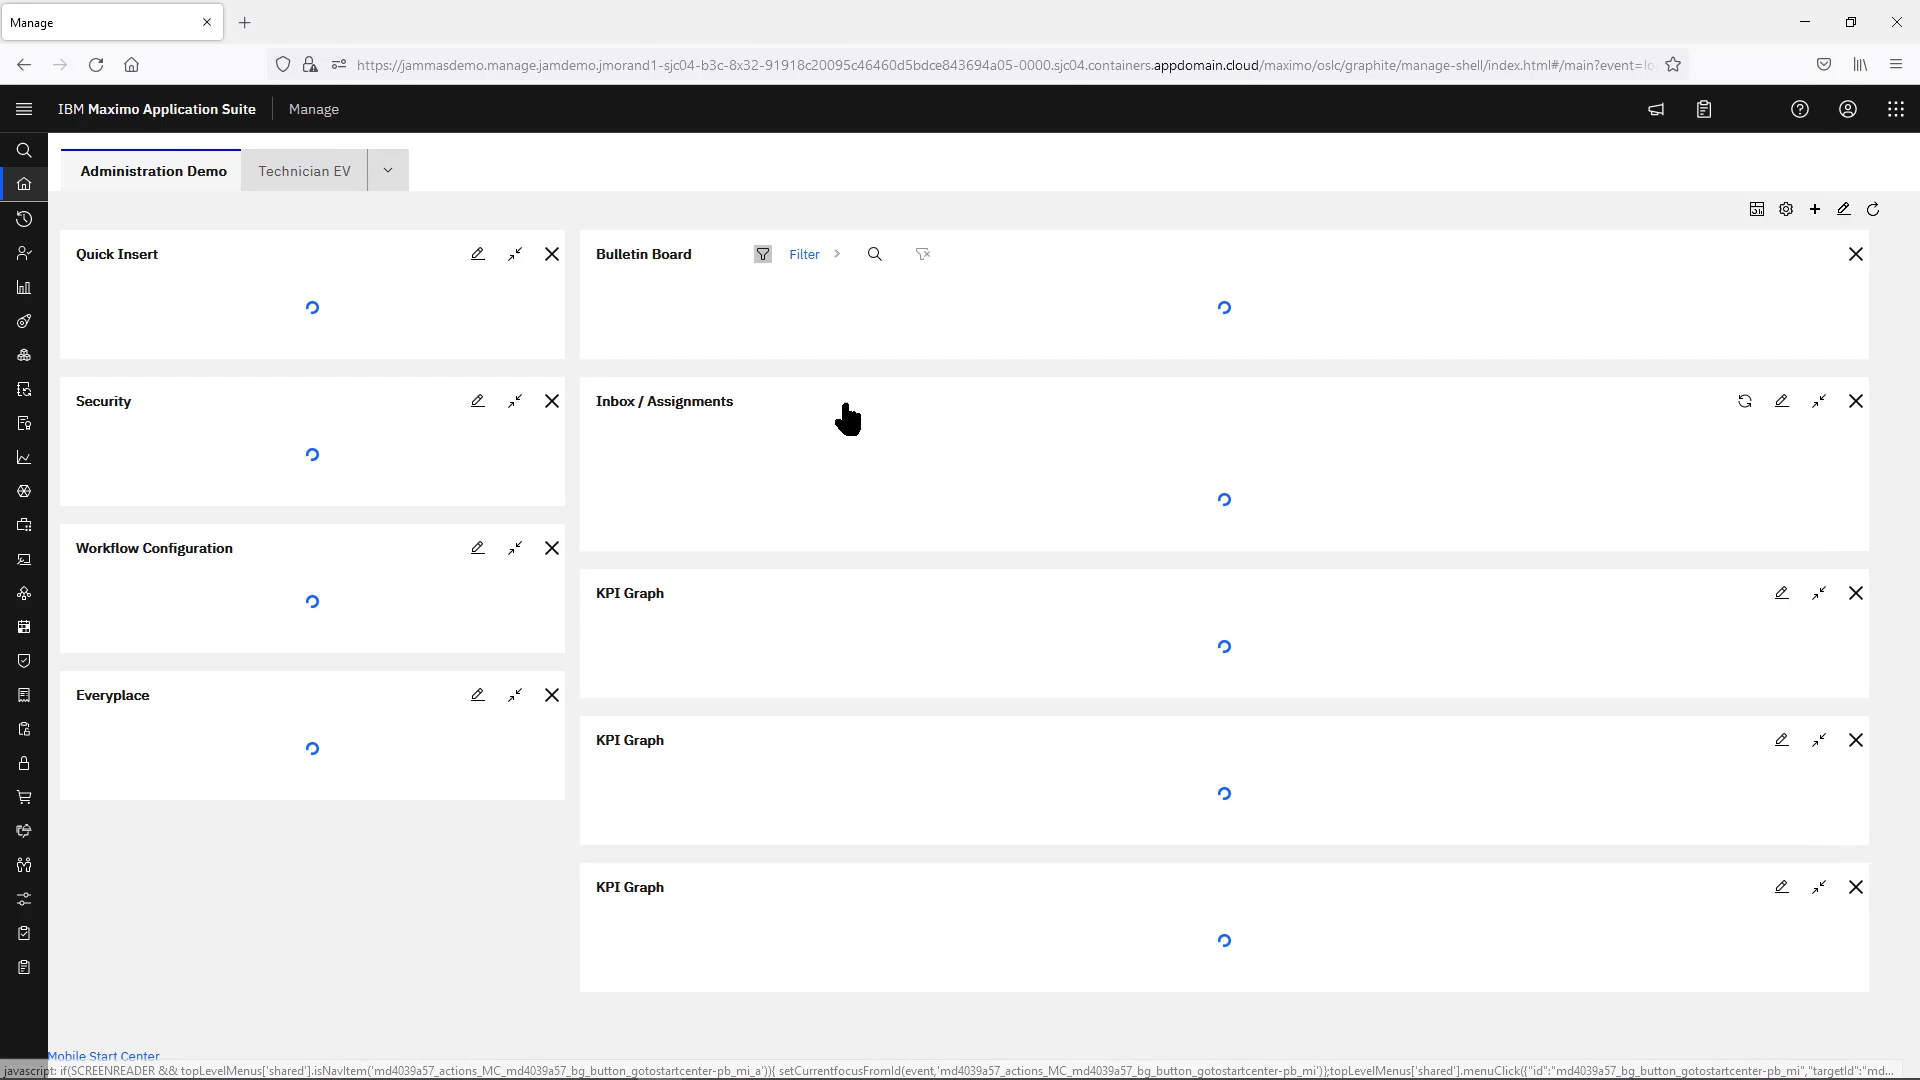 Manage
https://jammasdemo.manage.jamdemo.jmorand1-sjc04-b3c-8x32-91918c20095c46460d5bdce843694a05-0000.sjc04.containers.appdomain.cloud/maximo/oslc/graphite/manage-shell/index.html#/main?event=lo
IBM Maximo Application Suite
Manage
Administration Demo
Technician EV
Quick Insert
Bulletin Board
Filter
Security
Inbox / Assignments
Workflow Configuration
KPI Graph
Everyplace
KPI Graph
KPI Graph
Mobile Start Center
javascript: if(SCREENREADER && topLevelMenus['shared'].isNavItem('md4039a57_actions_MC_md4039a57_bg_button_gotostartcenter-pb_mi_a')){ setCurrentfocusFromId(event,'md4039a57_actions_MC_md4039a57_bg_button_gotostartcenter-pb_mi')};topLevelMenus['shared'].menuClick({"id":"md4039a57_bg_button_gotostartcenter-pb_mi","targetId":"md...